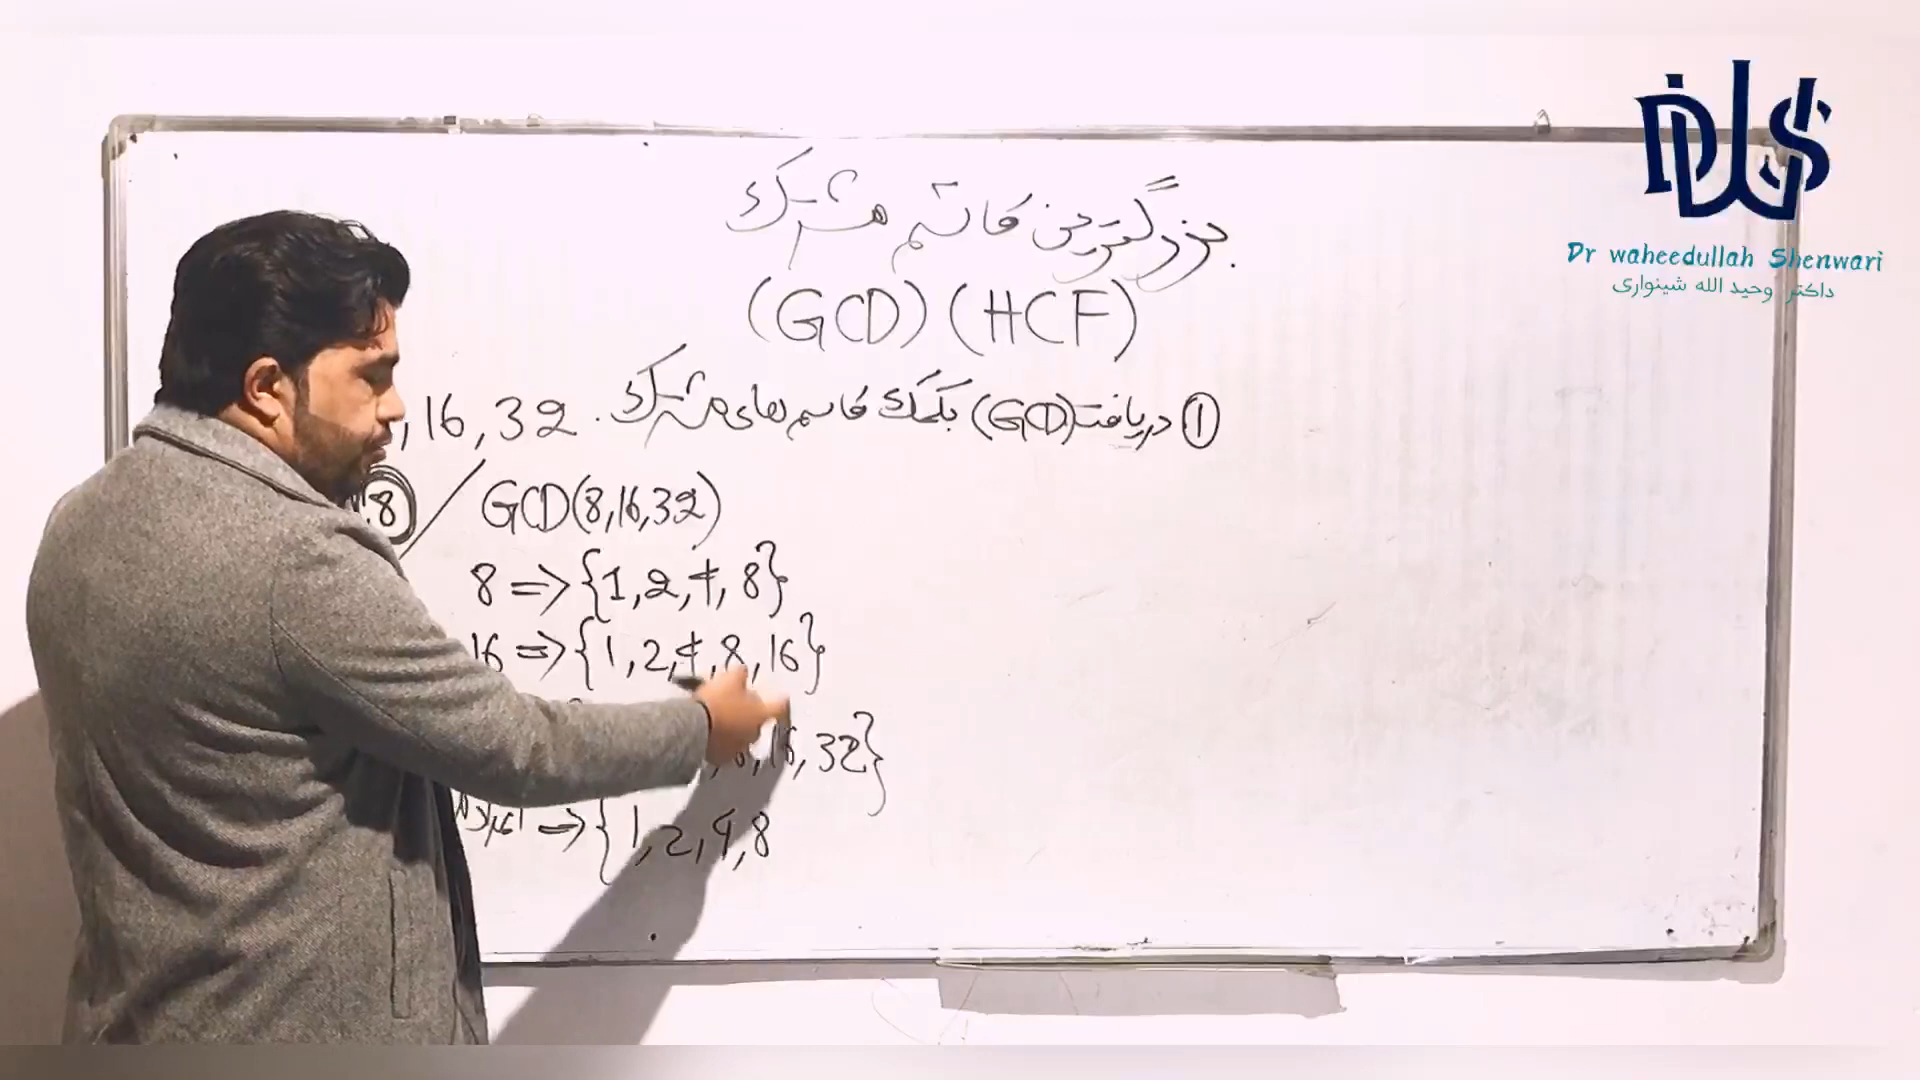 DWS
Dr waheedullah Shenwari
داکتر وحید الله شینواری
بزرگترین قاسم مشترک
(GCD) (HCF)
① دریافت (GCD) بکمک قاسم های مشترک.
, 16, 32
8
GCD(8,16,32)
8 => {1,2,4,8}
16 => {1,2,4,8,16}
,16,32}
=> {1,2,4,8